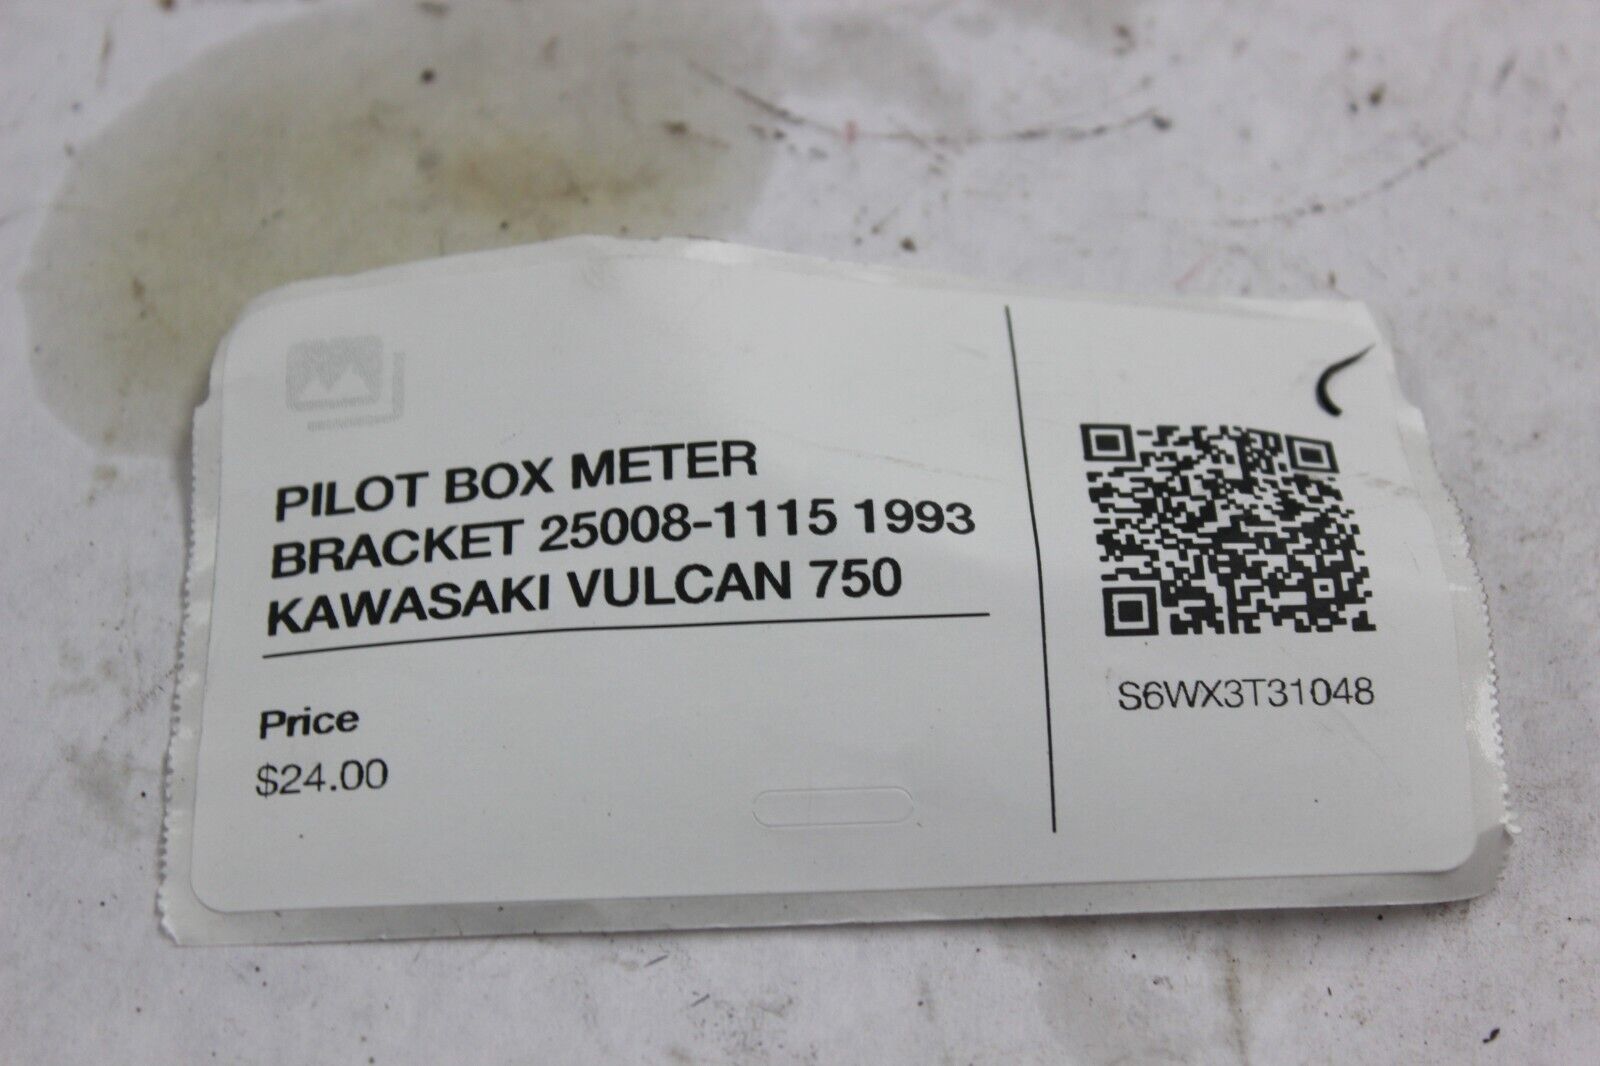 PILOT BOX METER
BRACKET 25008-1115 1993
KAWASAKI VULCAN 750
Price
$24.00
S6WX3T31048